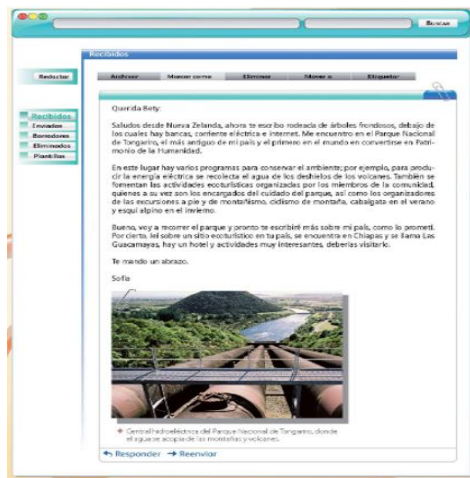 Buscar
Recibidos
Redactar
Archivar Marcar como Eliminar Mover a Etiquetar
Recibidos
Enviados
Borradores
Eliminados
Plantillas
Querida Bety:
Saludos desde Nueva Zelanda, ahora te escribo rodeada de árboles frondosos, debajo de
los cuales hay bancas, corriente eléctrica e internet. Me encuentro en el Parque Nacional
de Tongariro, el más antiguo de mi país y el primero en el mundo en convertirse en Patri-
monio de la Humanidad.
En este lugar hay varios programas para conservar el ambiente; por ejemplo, para produ-
cir la energía eléctrica se recolecta el agua de los deshielos de los volcanes. También se
fomentan las actividades ecoturísticas organizadas por los miembros de la comunidad,
quienes a su vez son los encargados del cuidado del parque, así como los organizadores
de las excursiones a pie y de montañismo, ciclismo de montaña, cabalgata en el verano
y esquí alpino en el invierno.
Bueno, voy a recorrer el parque y pronto te escribiré más sobre mi país, como lo prometí.
Por cierto, leí sobre un sitio ecoturístico en tu país, se encuentra en Chiapas y se llama Las
Guacamayas, hay un hotel y actividades muy interesantes, deberías visitarlo.
Te mando un abrazo.
Sofía
Central hidroeléctrica del Parque Nacional de Tongariro, donde
el agua se acopia de las montañas y volcanes.
Responder Reenviar